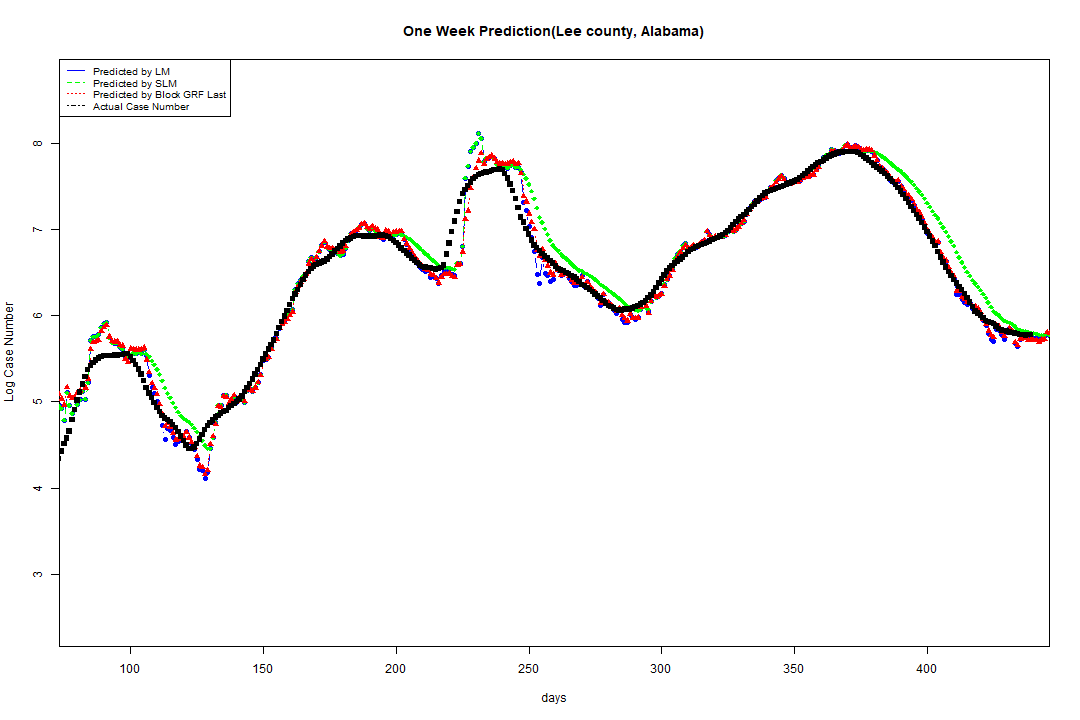 One Week Prediction(Lee county, Alabama)
Predicted by LM
Predicted by SLM
Predicted by Block GRF Last
Actual Case Number
Log Case Number
8
7
6
5
4
3
100 150 200 250 300 350 400
days